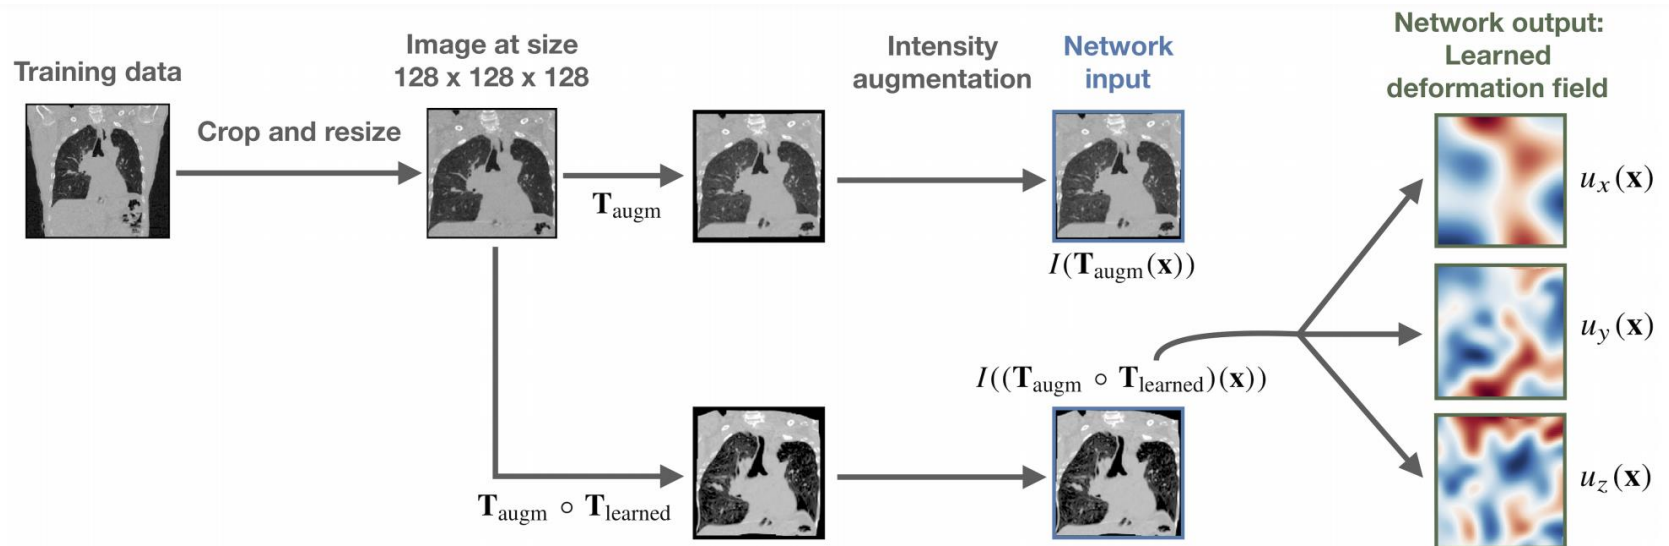 Training data
Crop and resize
Image at size
128 x 128 x 128
T_augm
Intensity
augmentation
Network
input
I(T_augm(x))
Network output:
Learned
deformation field
u_x(x)
u_y(x)
u_z(x)
I((T_augm ∘ T_learned)(x))
T_augm ∘ T_learned